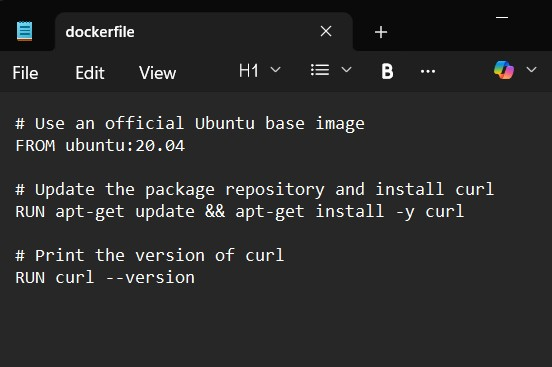 dockerfile
File Edit View H1 B
# Use an official Ubuntu base image
FROM ubuntu:20.04
# Update the package repository and install curl
RUN apt-get update && apt-get install -y curl
# Print the version of curl
RUN curl --version